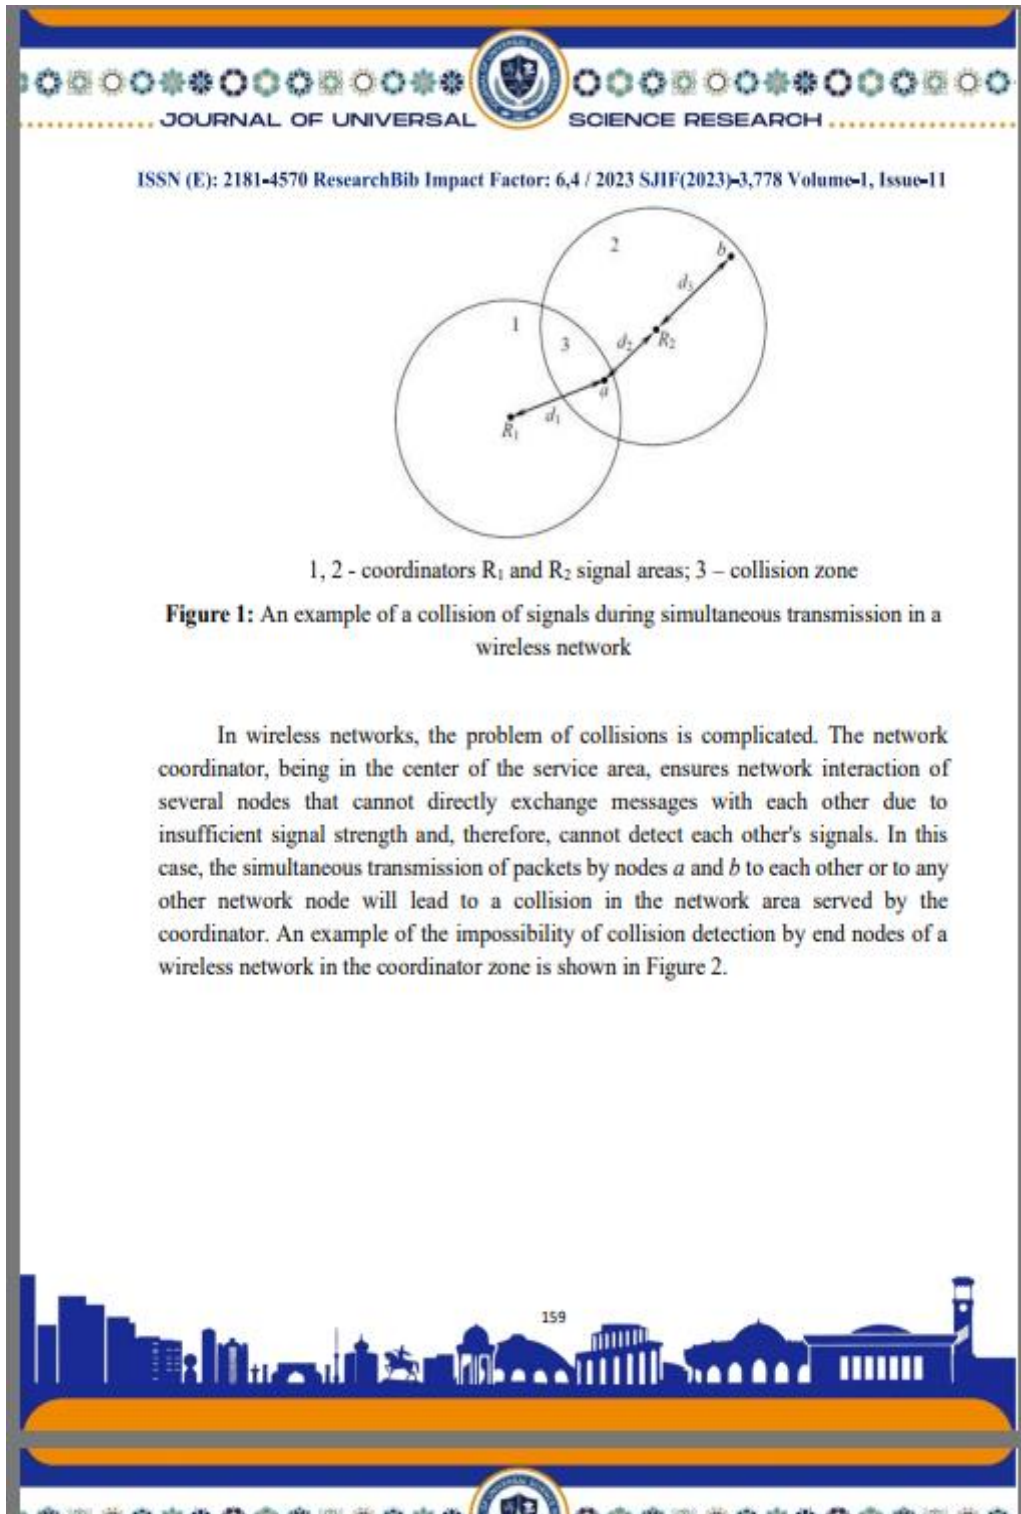 JOURNAL OF UNIVERSAL SCIENCE RESEARCH
ISSN (E): 2181-4570 ResearchBib Impact Factor: 6,4 / 2023 SJIF(2023)-3,778 Volume-1, Issue-11
2
b
d₃
1
3
d₂
R₂
a
d₁
R₁
1, 2 - coordinators R₁ and R₂ signal areas; 3 – collision zone
Figure 1: An example of a collision of signals during simultaneous transmission in a
wireless network
In wireless networks, the problem of collisions is complicated. The network
coordinator, being in the center of the service area, ensures network interaction of
several nodes that cannot directly exchange messages with each other due to
insufficient signal strength and, therefore, cannot detect each other's signals. In this
case, the simultaneous transmission of packets by nodes a and b to each other or to any
other network node will lead to a collision in the network area served by the
coordinator. An example of the impossibility of collision detection by end nodes of a
wireless network in the coordinator zone is shown in Figure 2.
159